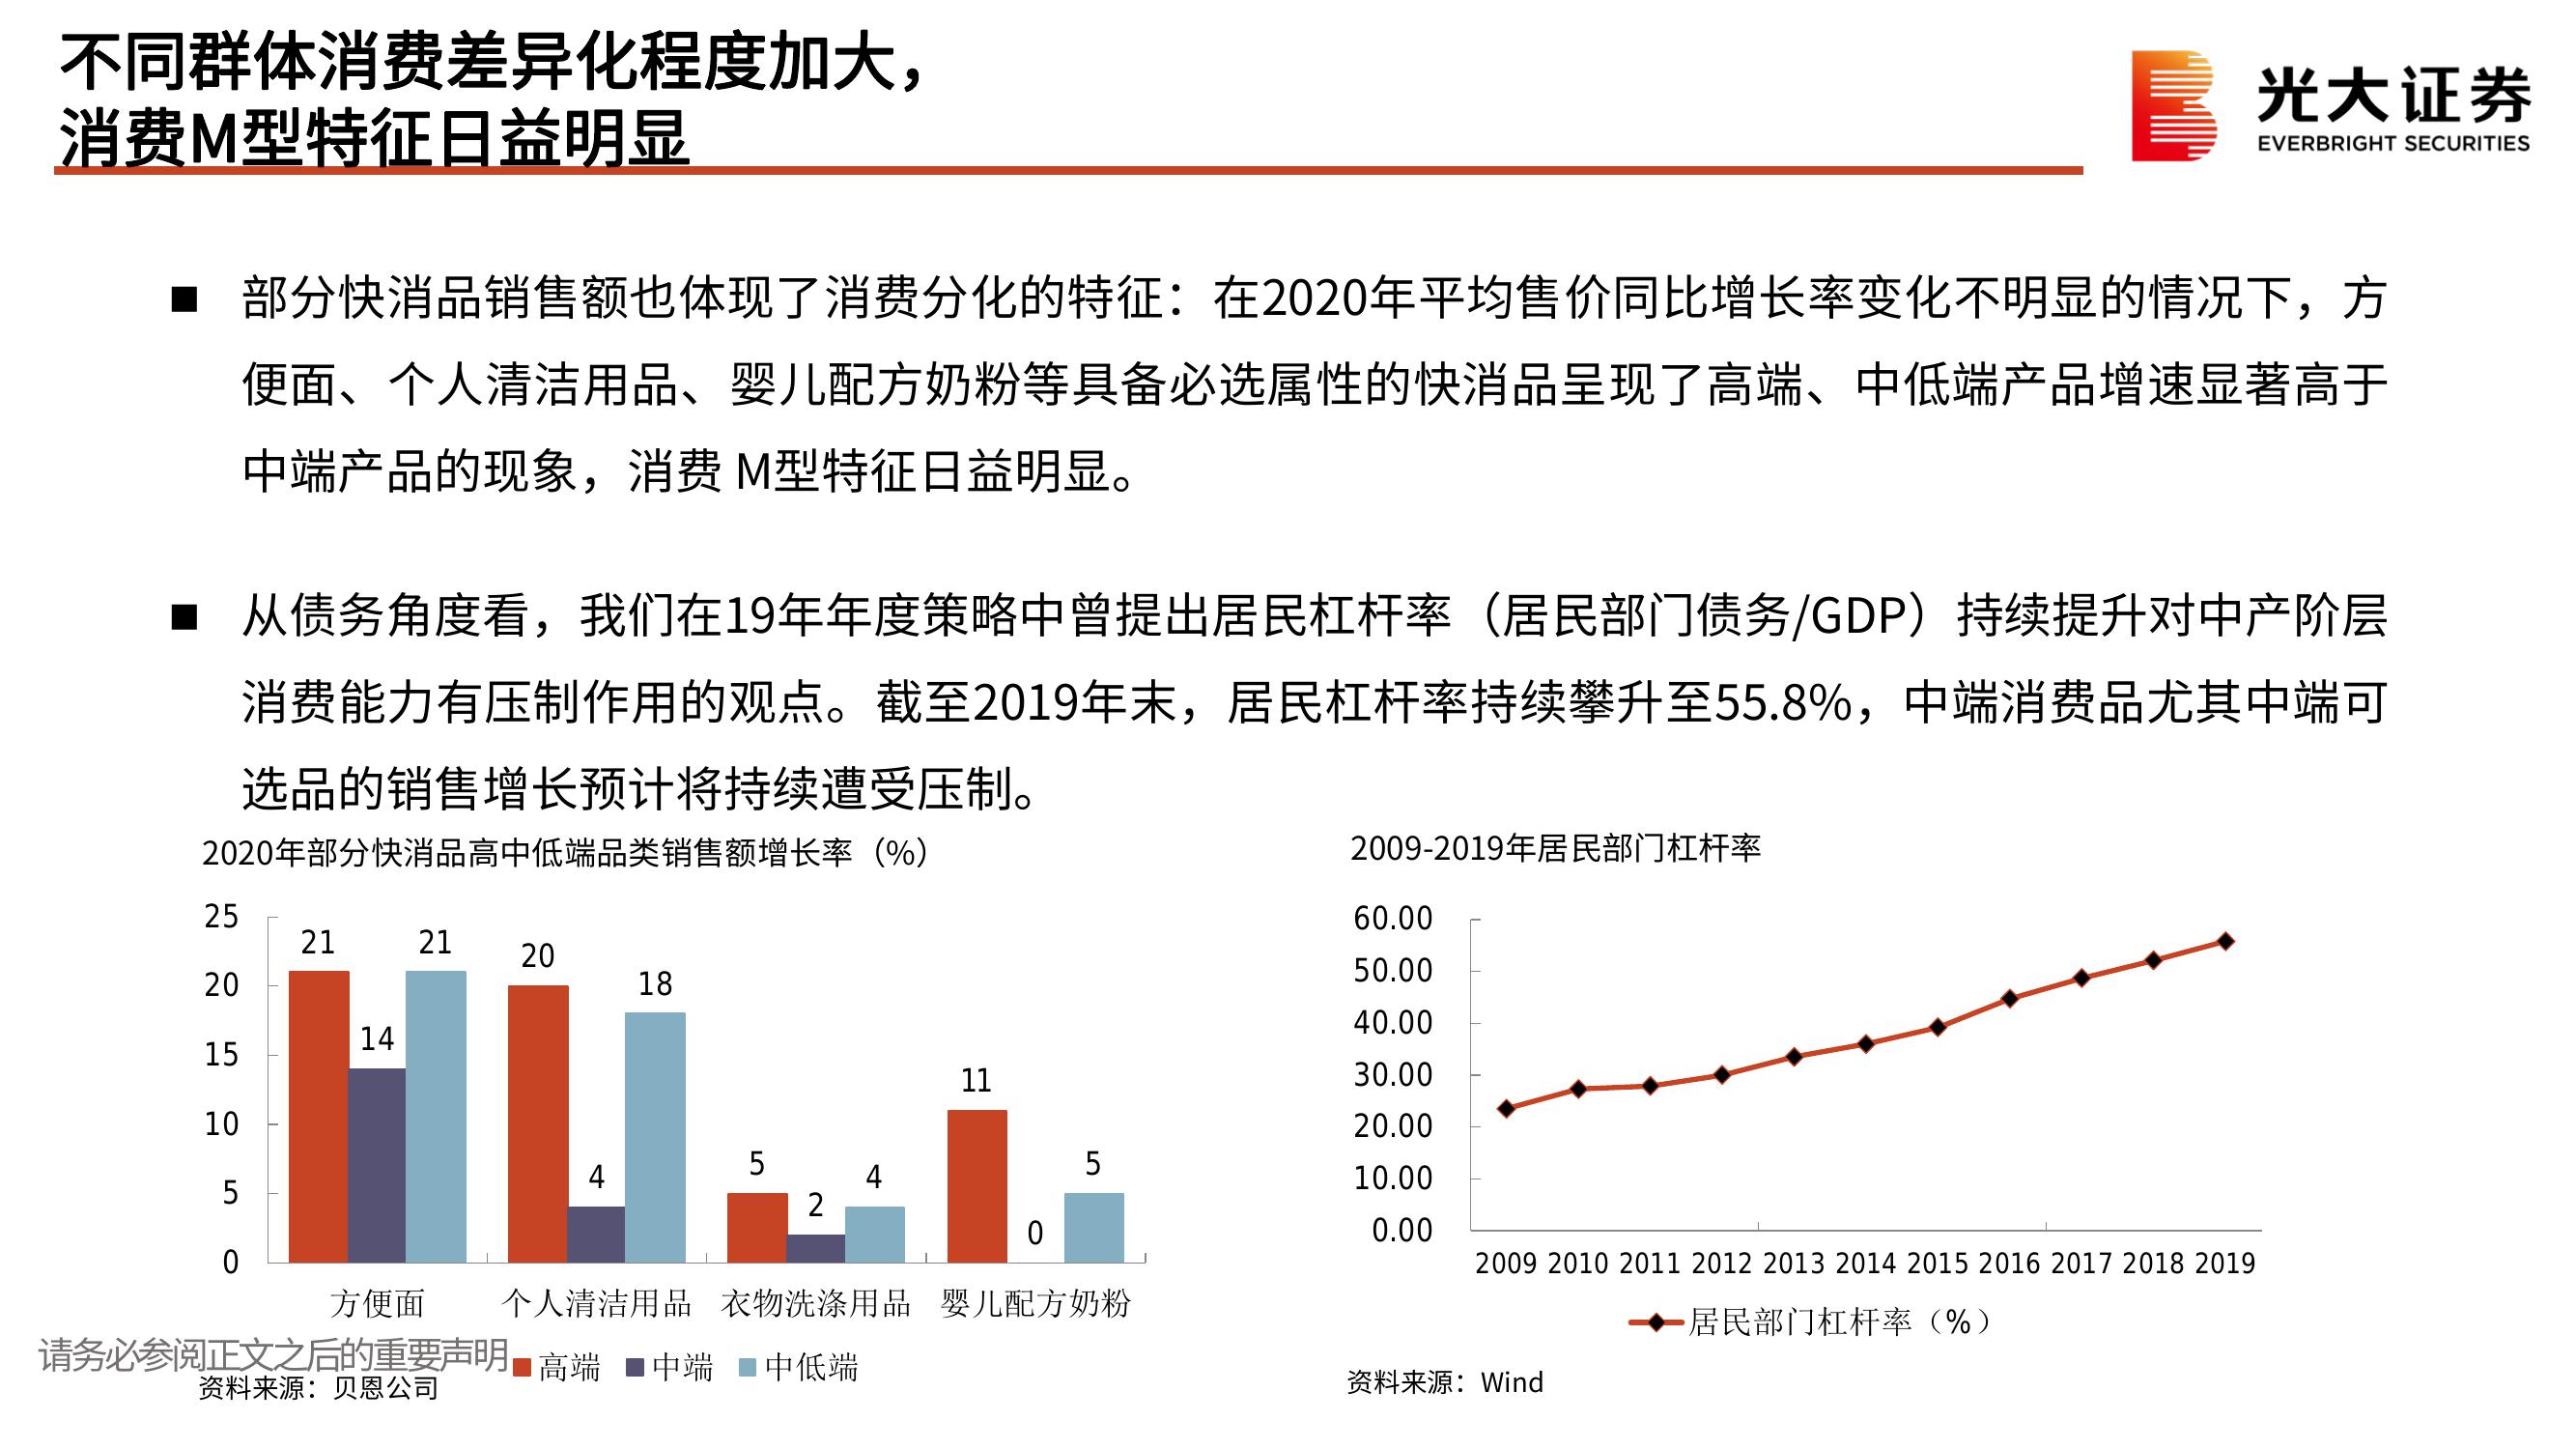 不同群体消费差异化程度加大，
消费M型特征日益明显
光大证券
EVERBRIGHT SECURITIES
■ 部分快消品销售额也体现了消费分化的特征：在2020年平均售价同比增长率变化不明显的情况下，方
便面、个人清洁用品、婴儿配方奶粉等具备必选属性的快消品呈现了高端、中低端产品增速显著高于
中端产品的现象，消费 M型特征日益明显。
■ 从债务角度看，我们在19年年度策略中曾提出居民杠杆率（居民部门债务/GDP）持续提升对中产阶层
消费能力有压制作用的观点。截至2019年末，居民杠杆率持续攀升至55.8%，中端消费品尤其中端可
选品的销售增长预计将持续遭受压制。
2020年部分快消品高中低端品类销售额增长率（%）
25
20
15
10
5
0
21
14
21
20
4
18
5
2
4
11
0
5
方便面
个人清洁用品
衣物洗涤用品
婴儿配方奶粉
高端
中端
中低端
请务必参阅正文之后的重要声明
资料来源：贝恩公司
2009-2019年居民部门杠杆率
60.00
50.00
40.00
30.00
20.00
10.00
0.00
2009 2010 2011 2012 2013 2014 2015 2016 2017 2018 2019
居民部门杠杆率（%）
资料来源：Wind